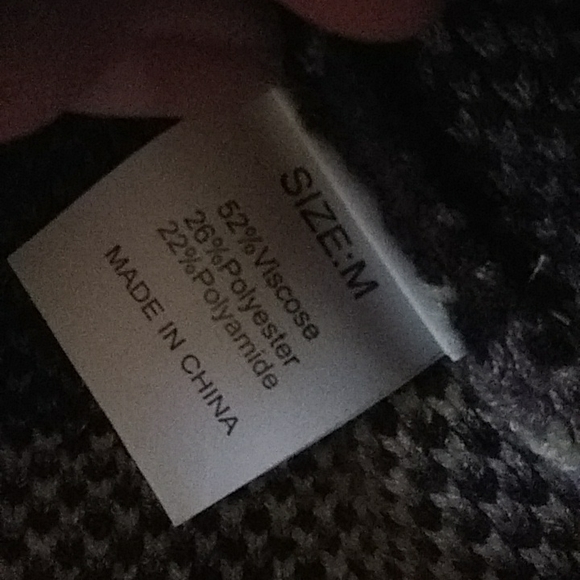 SIZE:M
52%Viscose
26%Polyester
22%Polyamide
MADE IN CHINA